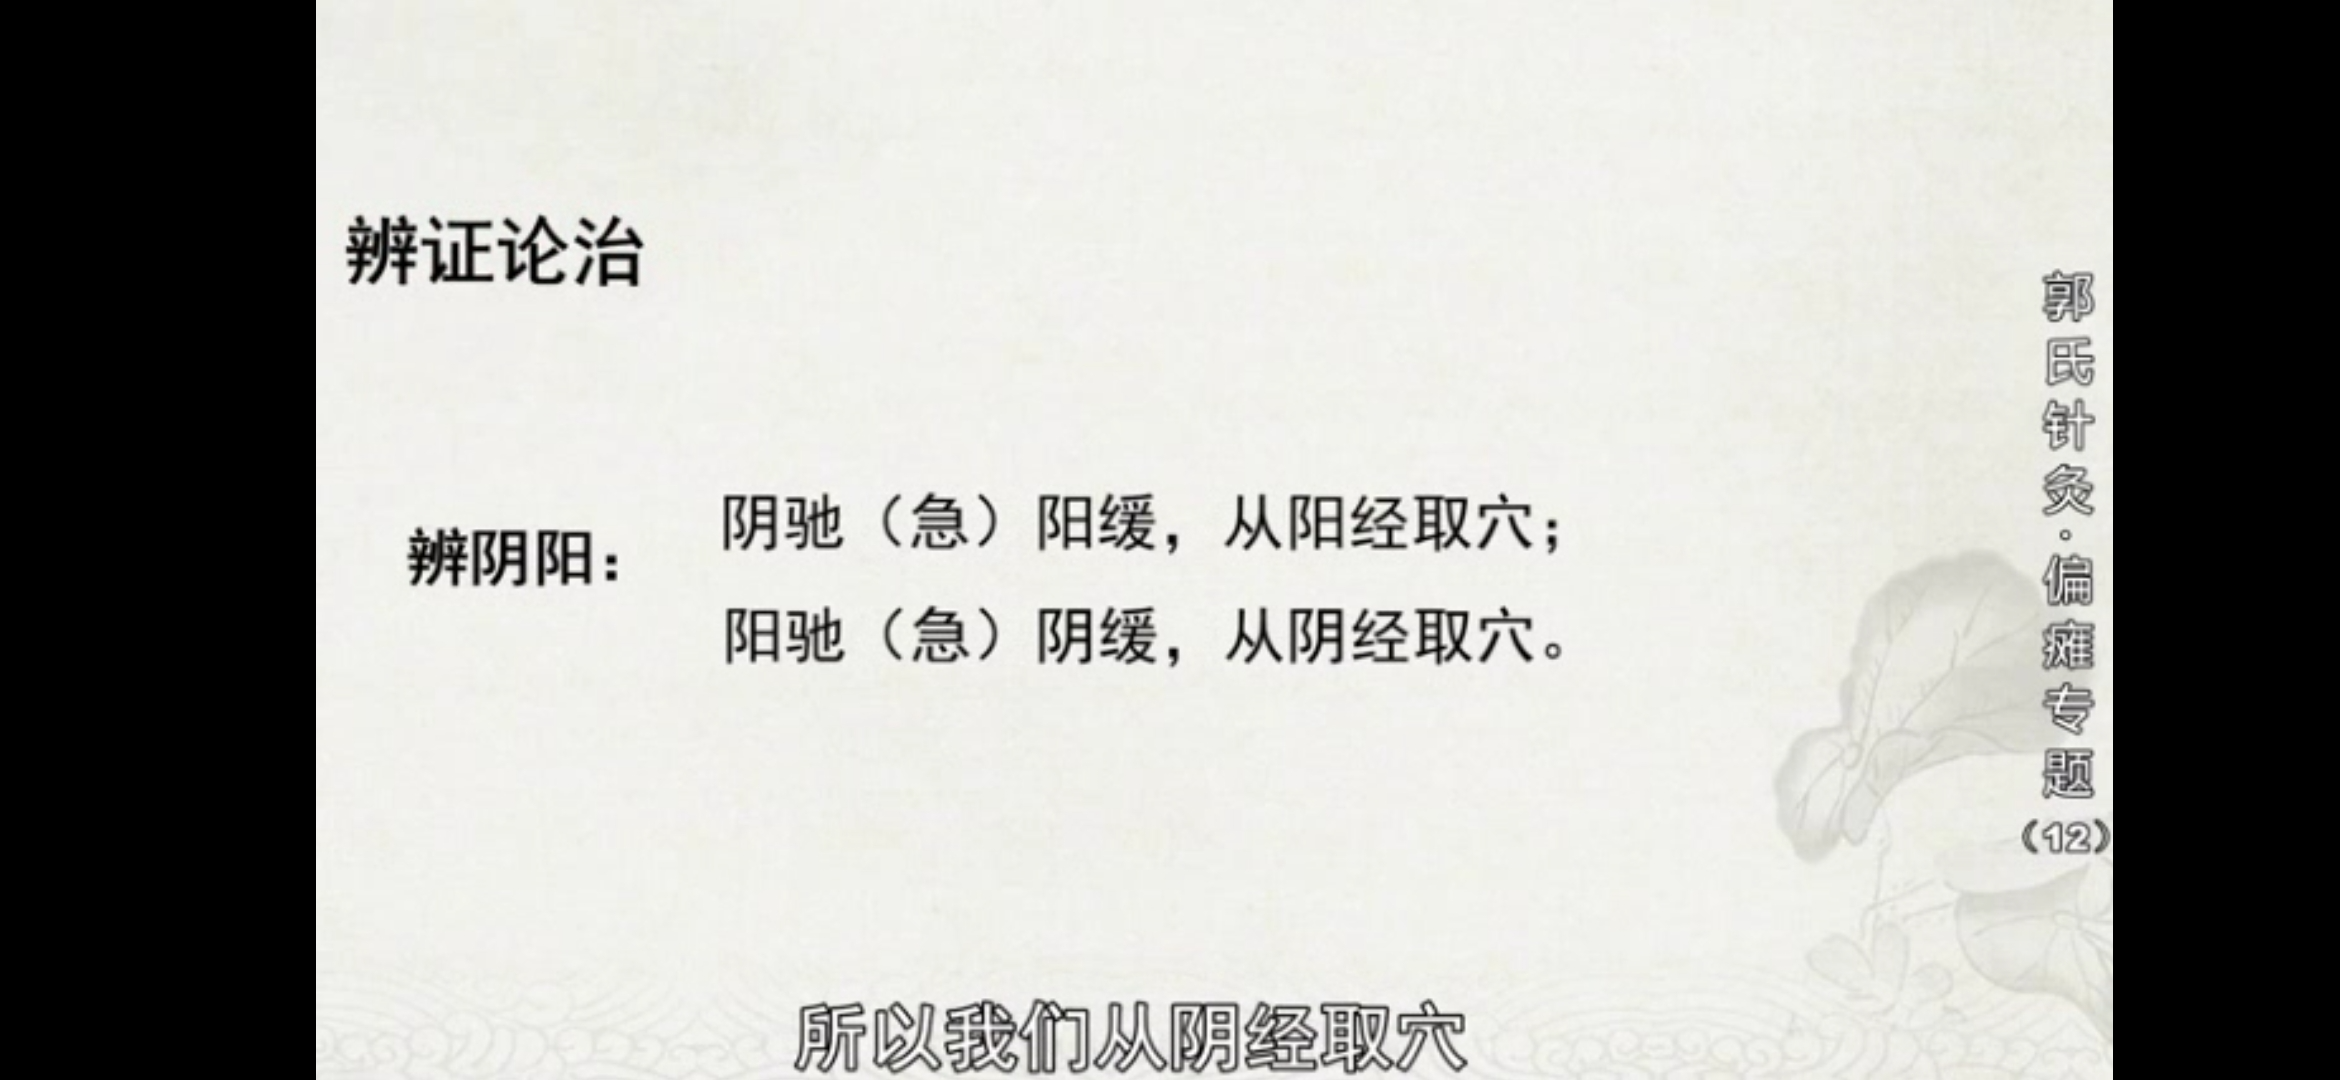 辨证论治
辨阴阳：
阴驰（急）阳缓，从阳经取穴；
阳驰（急）阴缓，从阴经取穴。
郭氏针灸·偏瘫专题（12）
所以我们从阴经取穴